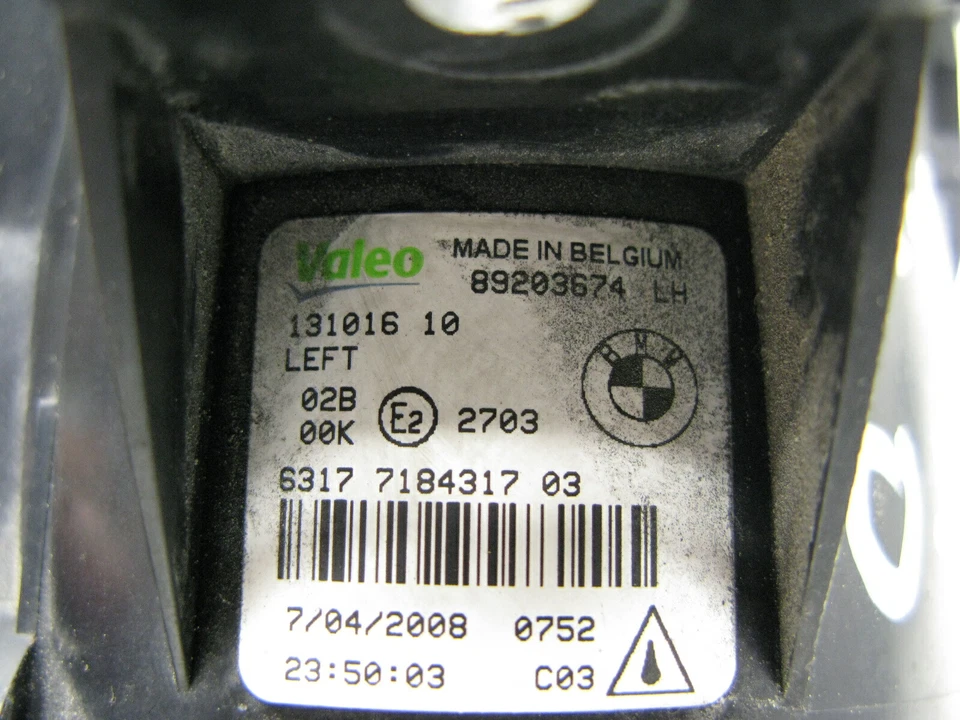 Valeo MADE IN BELGIUM
89203674 LH
131016 10
LEFT
BMW
02B
00K E2 2703
6317 7184317 03
7/04/2008 0752
23:50:03 C03